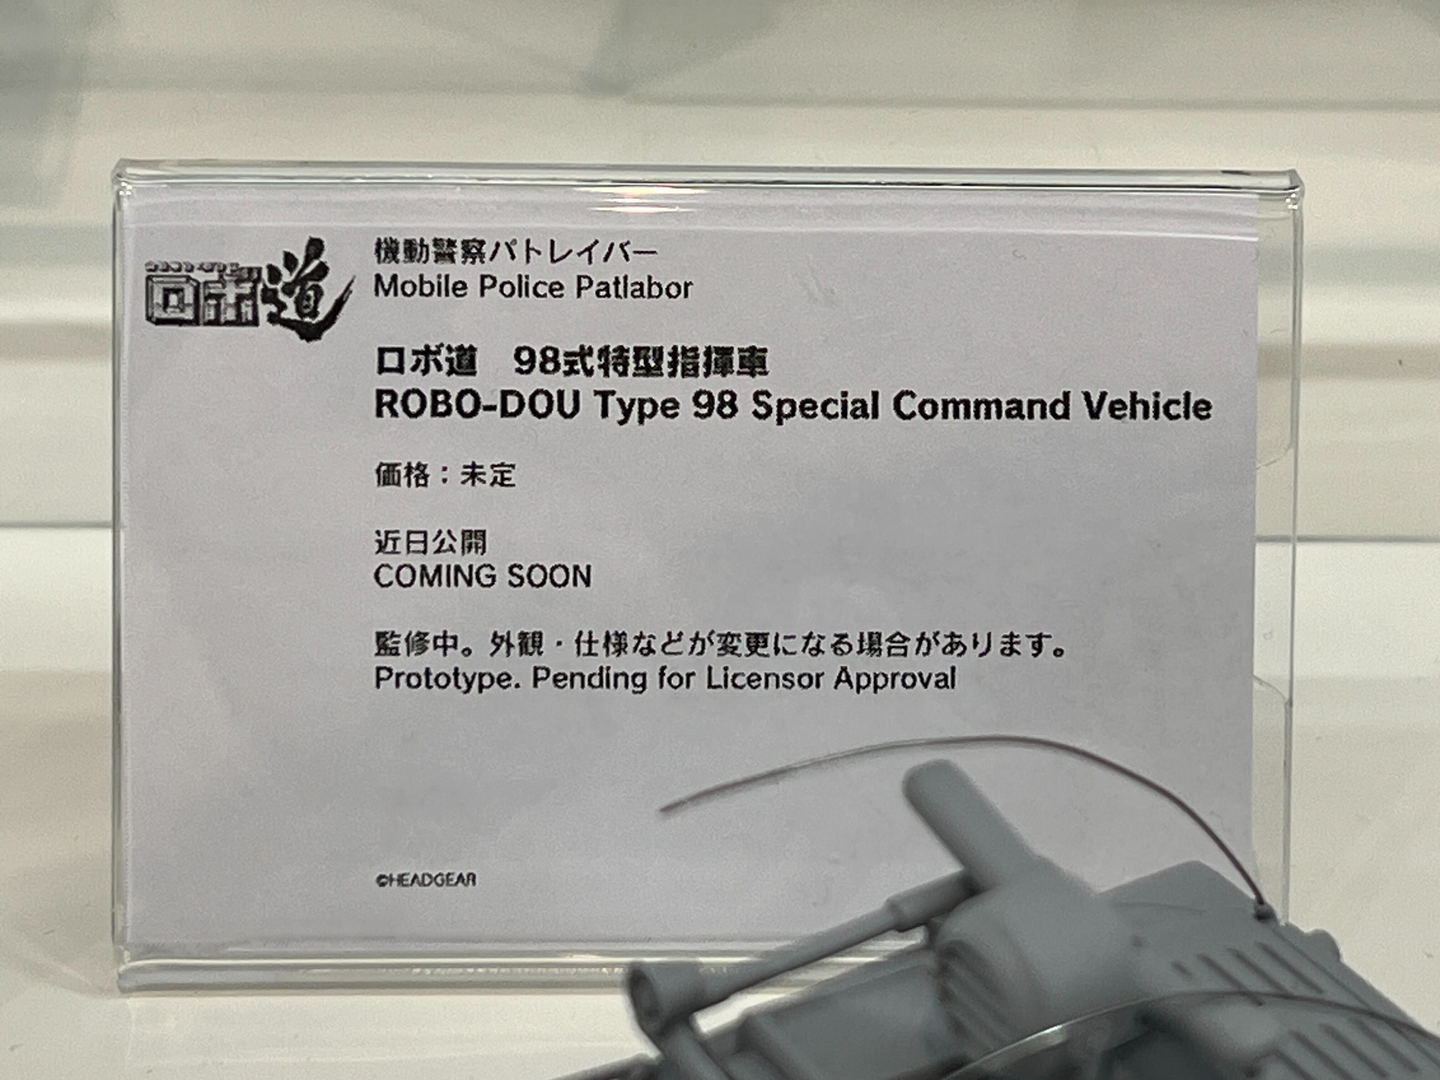 ロボ道
機動警察パトレイバー
Mobile Police Patlabor
ロボ道　98式特型指揮車
ROBO-DOU Type 98 Special Command Vehicle
価格：未定
近日公開
COMING SOON
監修中。外観・仕様などが変更になる場合があります。
Prototype. Pending for Licensor Approval
©HEADGEAR